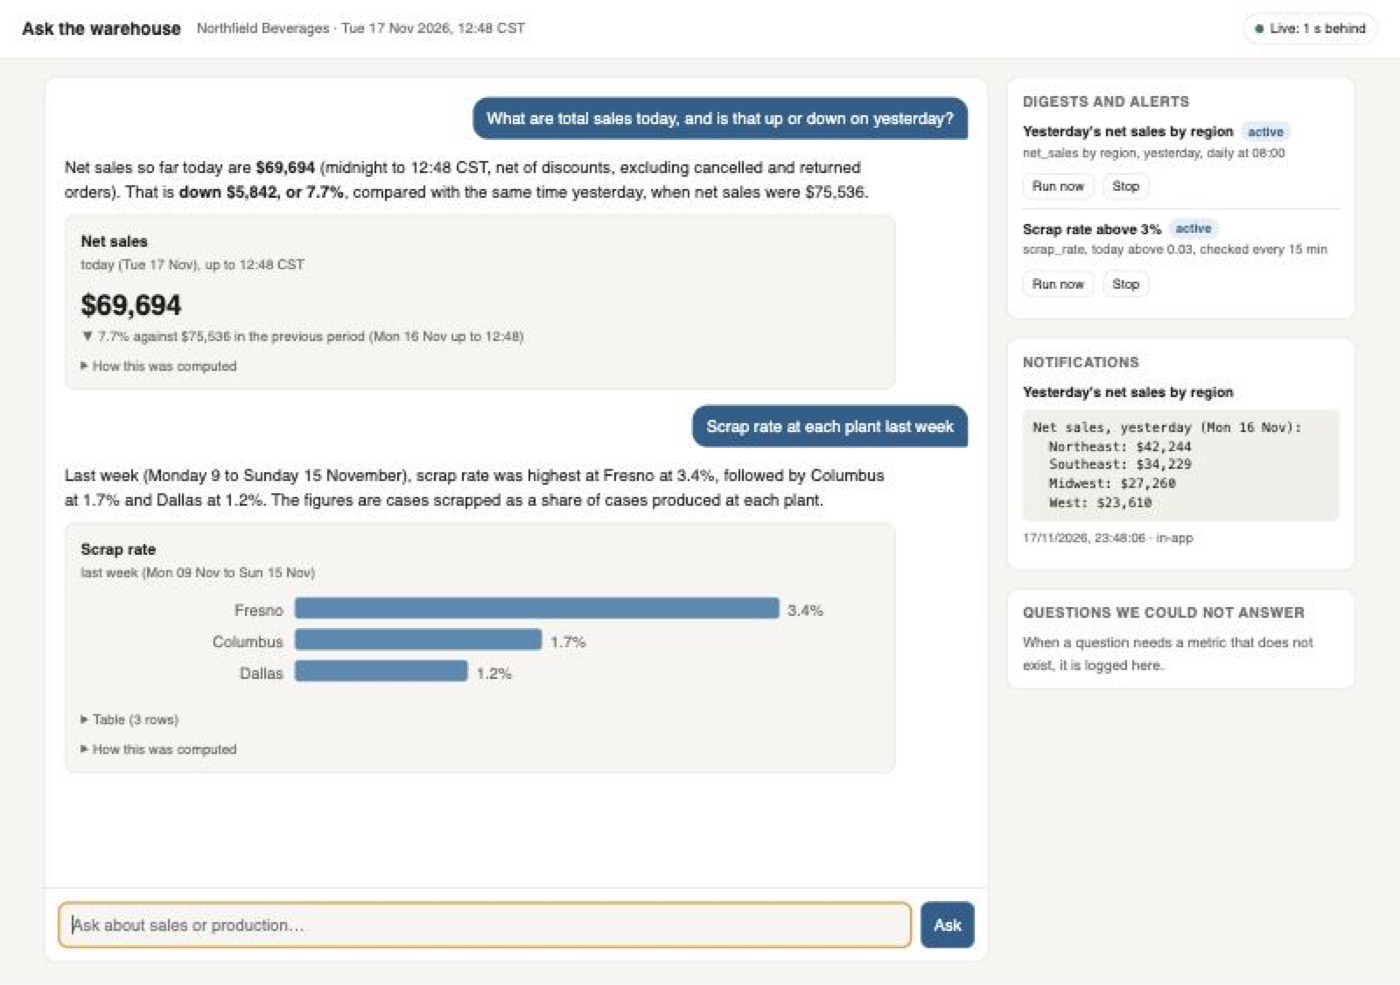 Ask the warehouse Northfield Beverages · Tue 17 Nov 2026, 12:48 CST
Live: 1 s behind
What are total sales today, and is that up or down on yesterday?
Net sales so far today are $69,694 (midnight to 12:48 CST, net of discounts, excluding cancelled and returned
orders). That is down $5,842, or 7.7%, compared with the same time yesterday, when net sales were $75,536.
Net sales
today (Tue 17 Nov), up to 12:48 CST
$69,694
▼ 7.7% against $75,536 in the previous period (Mon 16 Nov up to 12:48)
▶ How this was computed
Scrap rate at each plant last week
Last week (Monday 9 to Sunday 15 November), scrap rate was highest at Fresno at 3.4%, followed by Columbus
at 1.7% and Dallas at 1.2%. The figures are cases scrapped as a share of cases produced at each plant.
Scrap rate
last week (Mon 09 Nov to Sun 15 Nov)
Fresno 3.4%
Columbus 1.7%
Dallas 1.2%
▶ Table (3 rows)
▶ How this was computed
Ask about sales or production…
Ask
DIGESTS AND ALERTS
Yesterday's net sales by region active
net_sales by region, yesterday, daily at 08:00
Run now Stop
Scrap rate above 3% active
scrap_rate, today above 0.03, checked every 15 min
Run now Stop
NOTIFICATIONS
Yesterday's net sales by region
Net sales, yesterday (Mon 16 Nov):
Northeast: $42,244
Southeast: $34,229
Midwest: $27,260
West: $23,610
17/11/2026, 23:48:06 · in-app
QUESTIONS WE COULD NOT ANSWER
When a question needs a metric that does not
exist, it is logged here.